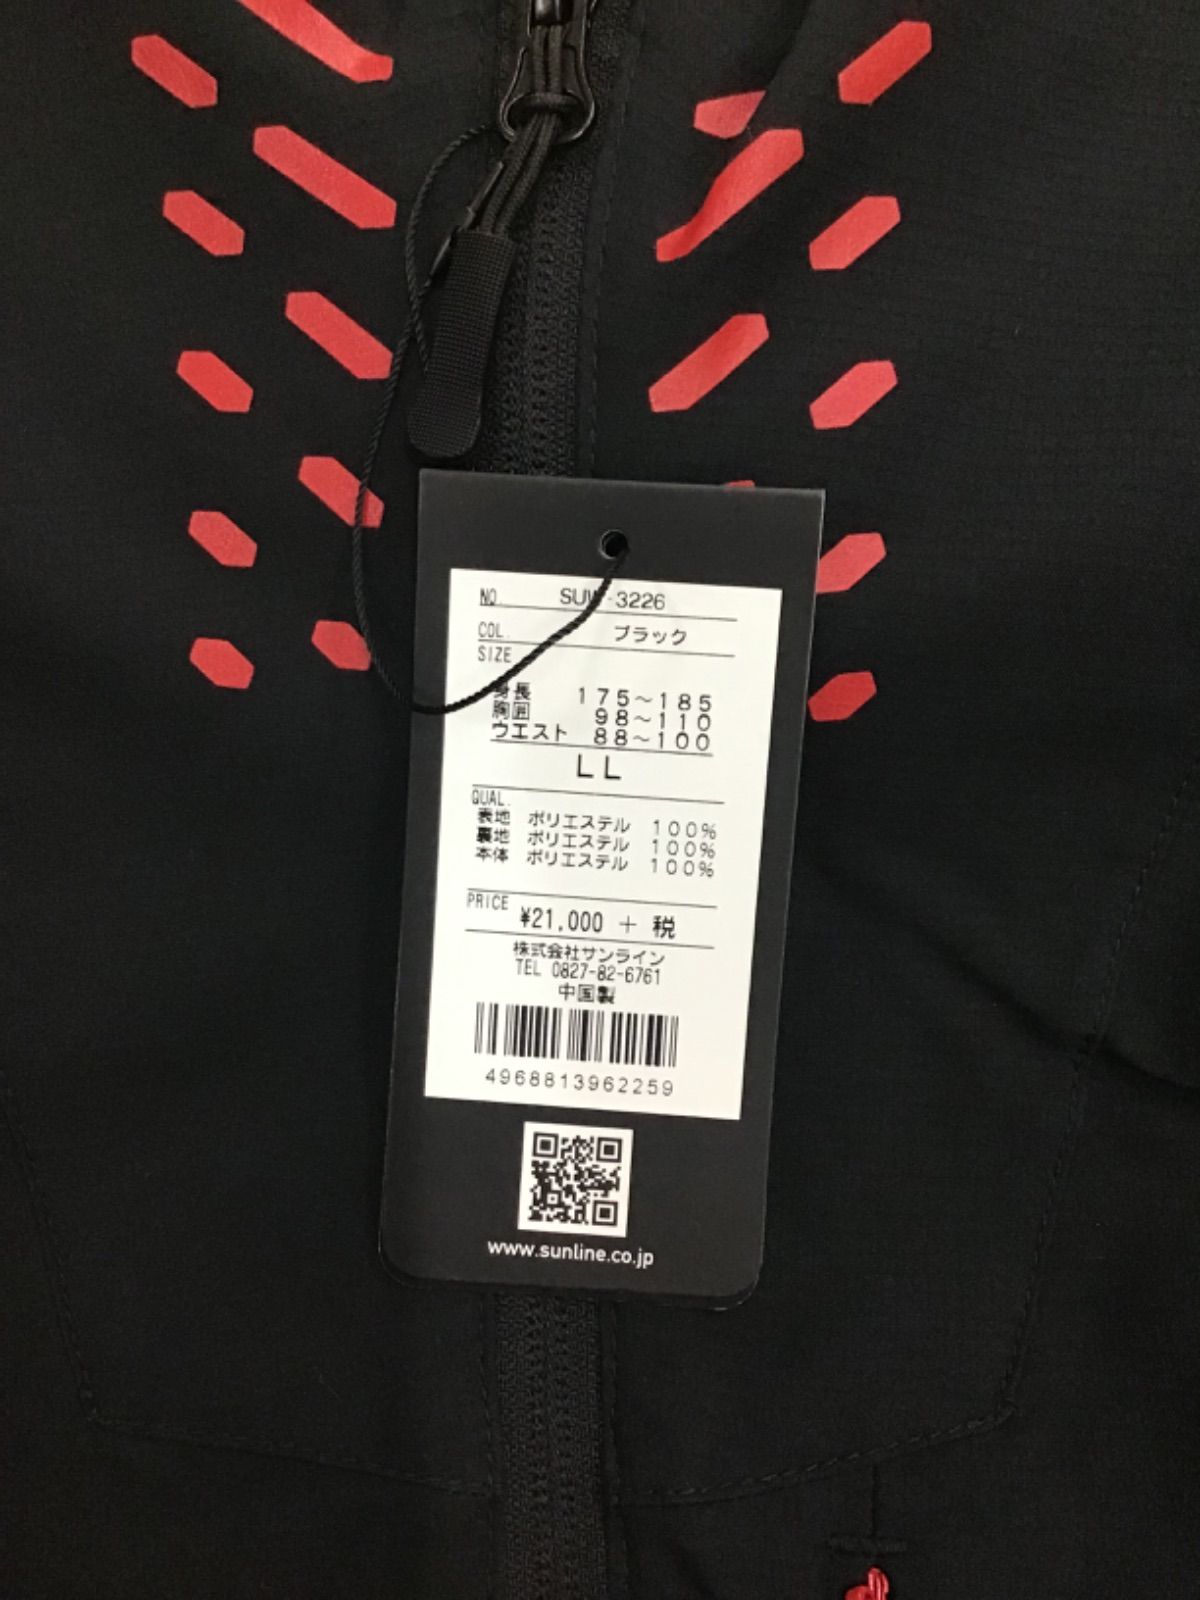 NO. SUW-3226
COL. ブラック
SIZE
身長 175～185
胸囲 98～110
ウエスト 88～100
LL
QUAL.
表地 ポリエステル 100%
裏地 ポリエステル 100%
本体 ポリエステル 100%
PRICE ¥21,000 + 税
株式会社サンライン
TEL 0827-82-6761
中国製
4968813962259
www.sunline.co.jp